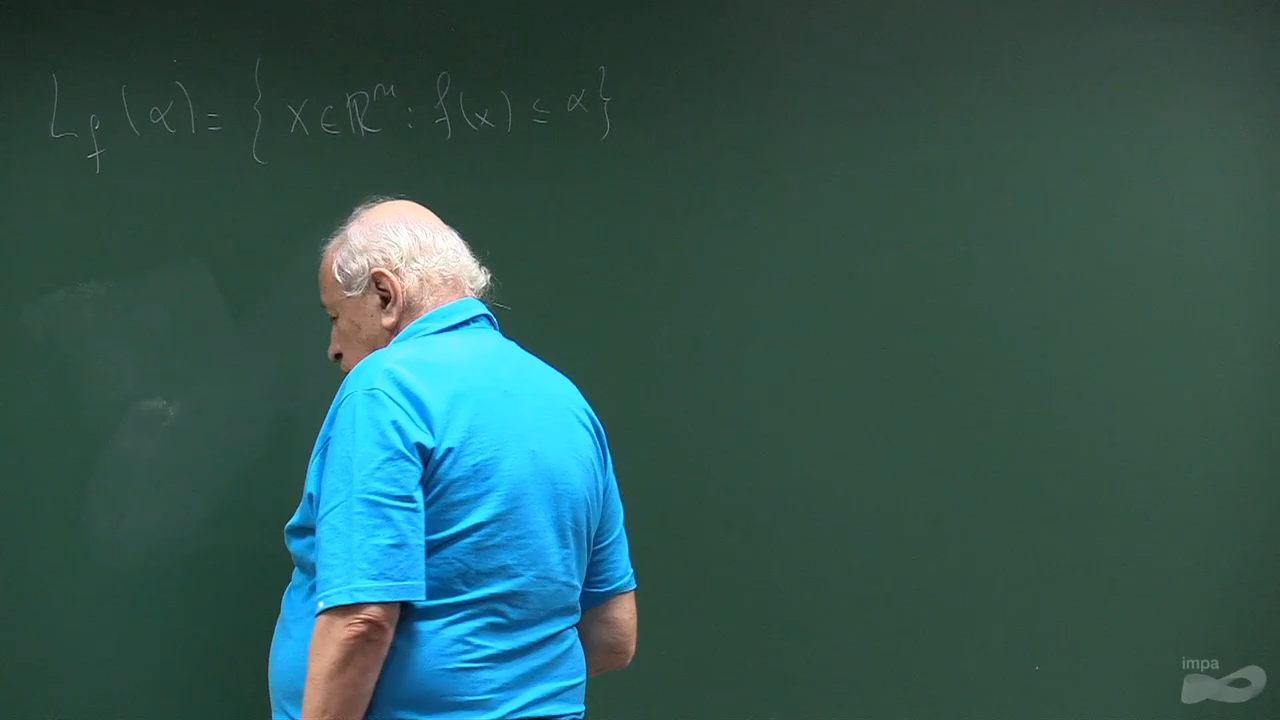 L_f(α) = { x ∈ ℝⁿ : f(x) ≤ α }
impa